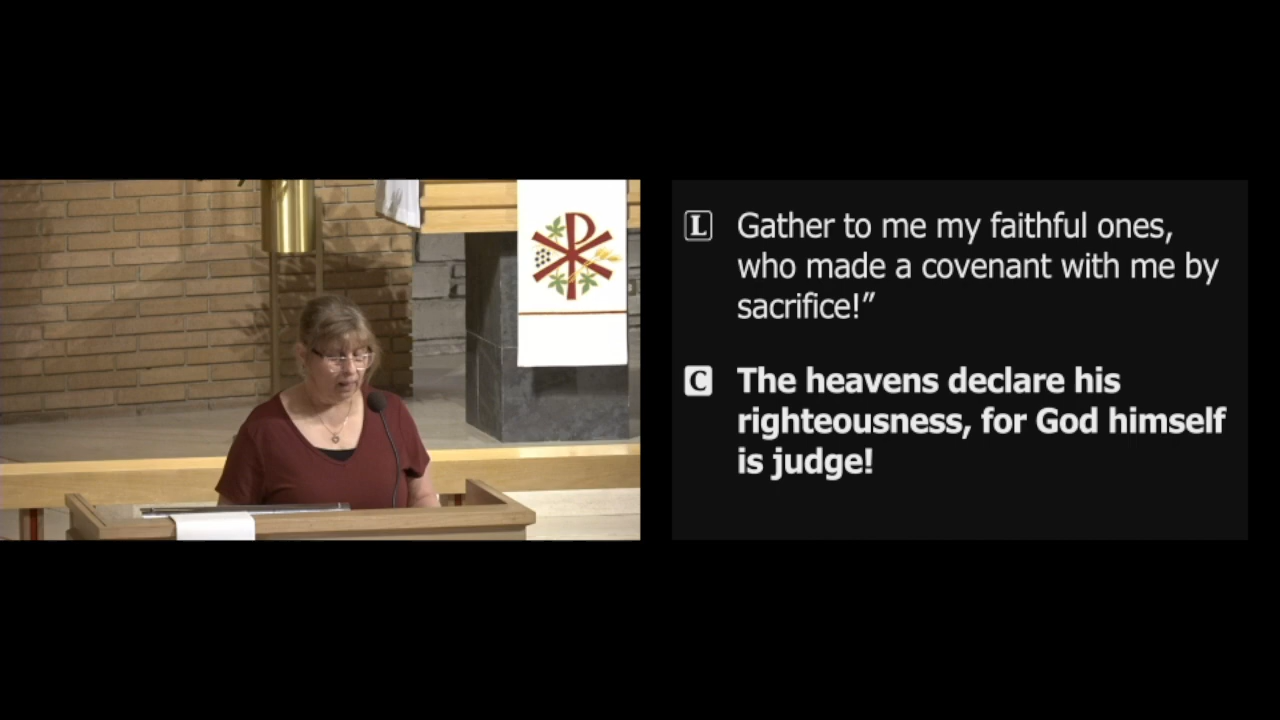 L Gather to me my faithful ones,
who made a covenant with me by
sacrifice!”
C The heavens declare his
righteousness, for God himself
is judge!